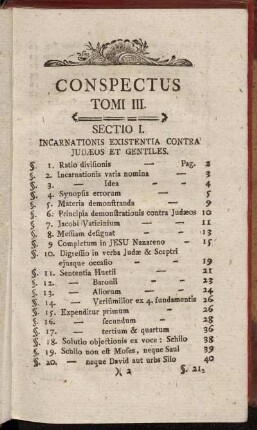 CONSPECTUS
TOMI III.
SECTIO I.
INCARNATIONIS EXISTENTIA CONTRA
JUDÆOS ET GENTILES.
§. 1. Ratio divisionis — Pag. 2
§. 2. Incarnationis varia nomina — 3
§. 3. — Idea - - 4
§. 4. Synopsis errorum — - 5
§. 5. Materia demonstranda — - 9
§. 6. Principia demonstrationis contra Judæos 10
§. 7. Jacobi Vaticinium — - 11
§. 8. Messiam designat — - 13
§. 9 Completum in JESU Nazareno - - 15
§. 10. Digressio in verba Judæ & Sceptri
ejusque occasio - - 19
§. 11. Sententia Huetii — - 21
§. 12. — Baronii - - 23
§. 13. — Aliorum — - 24
§. 14. — Verisimilior ex 4. fundamentis 26
§. 15. Expenditur primum — - 26
§. 16. — secundum - 28
§. 17. — tertium & quartum 36
§. 18. Solutio objectionis ex voce: Schilo 38
§. 19. Schilo non est Moses, neque Saul 39
§. 20. — neque David aut urbs Silo 40
)( 2 §. 21.